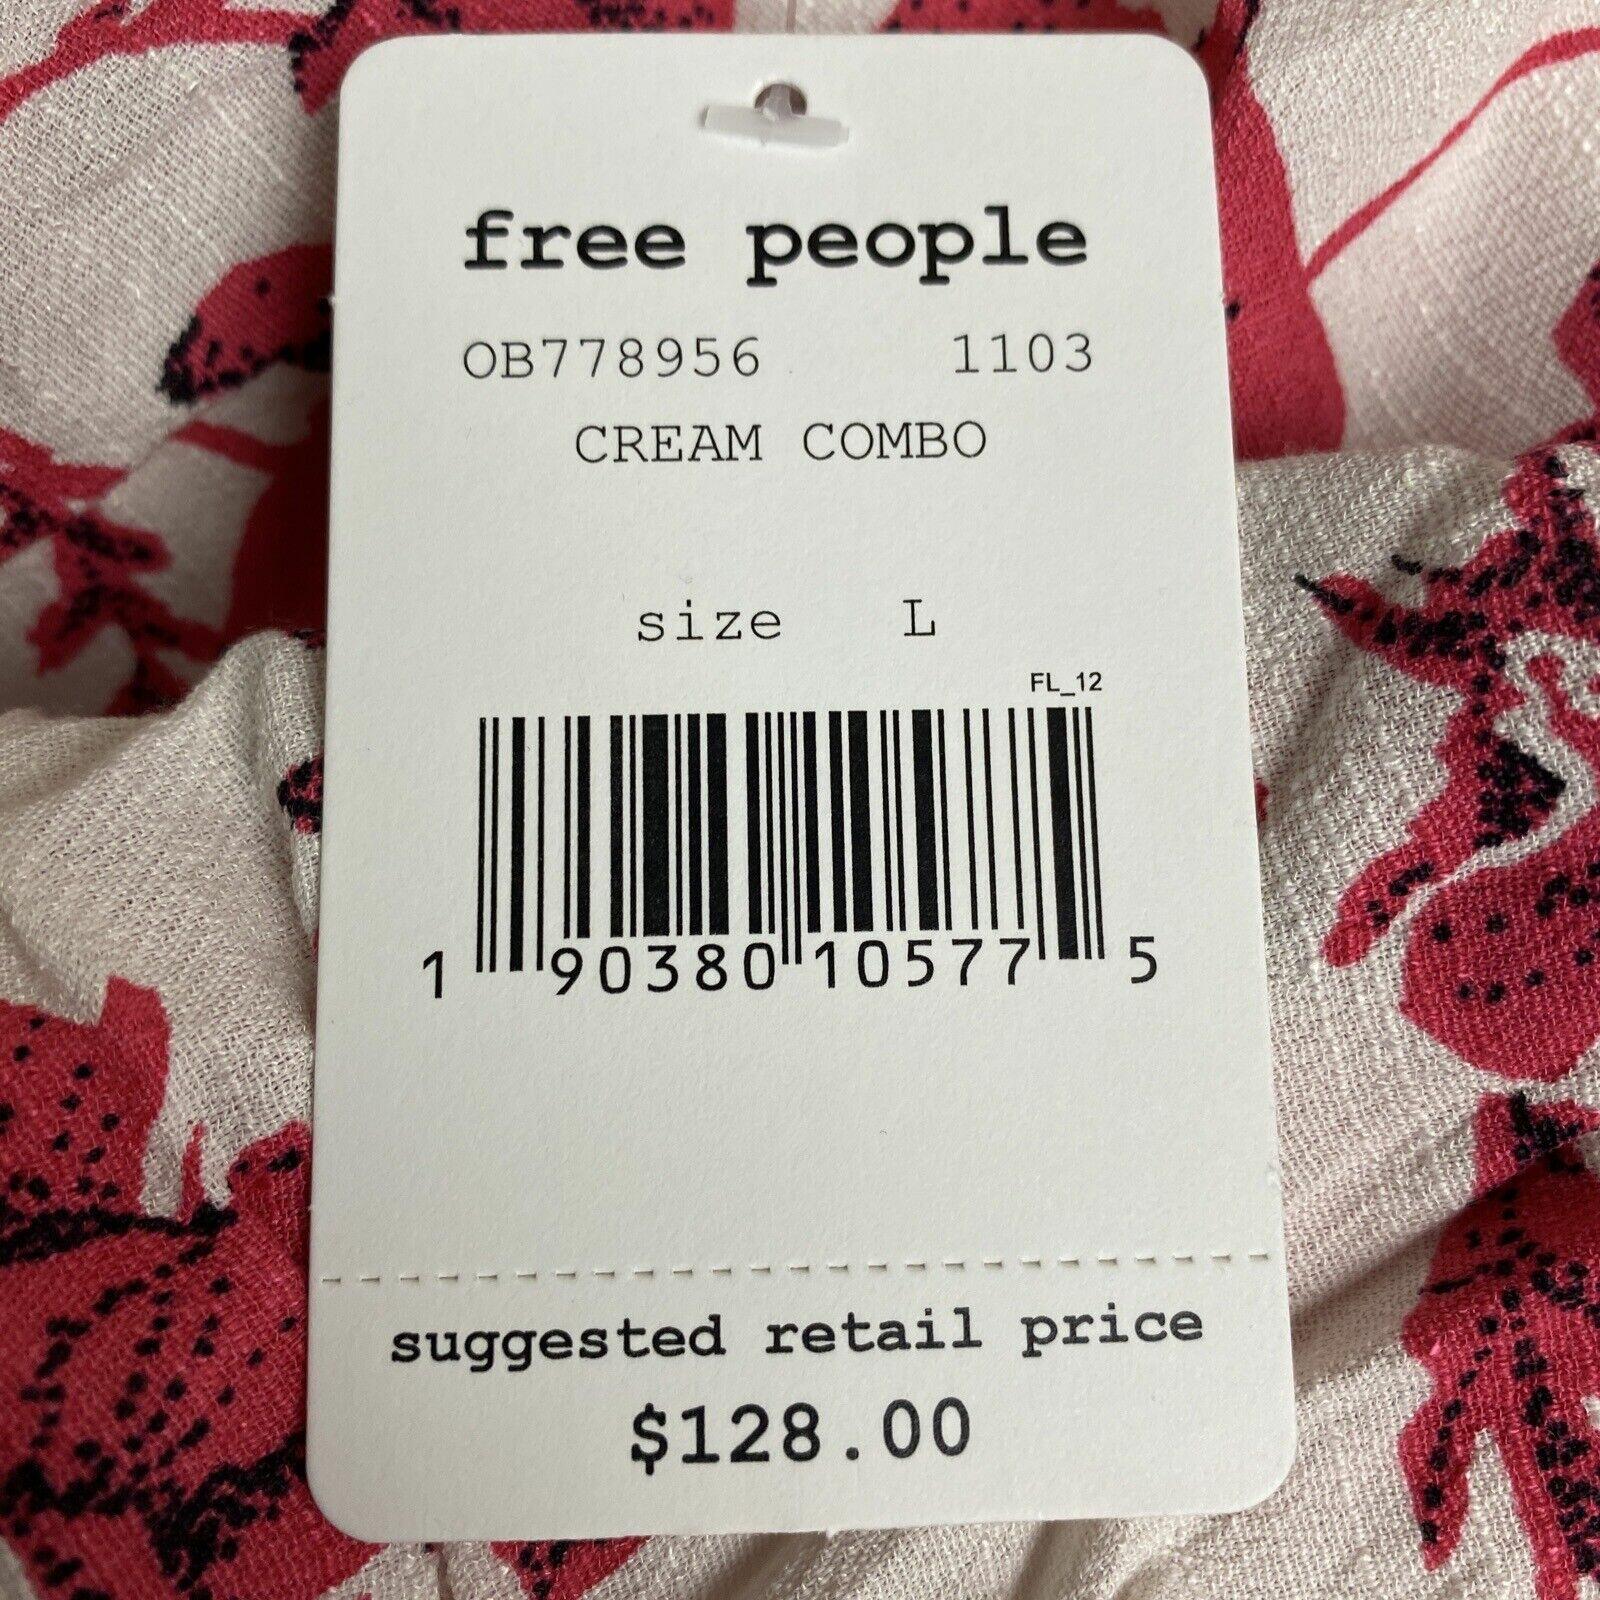 free people
OB778956 1103
CREAM COMBO
size L
FL_12
1 90380 10577 5
suggested retail price
$128.00